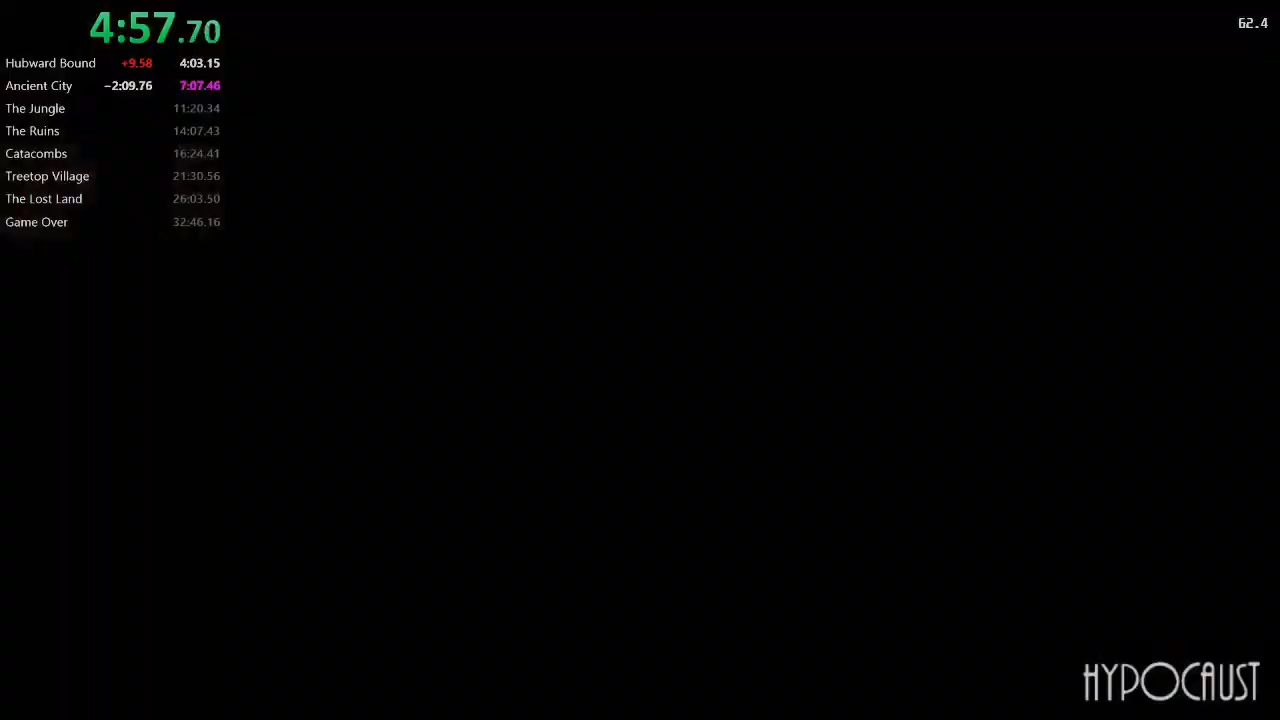 4:57.70
62.4
Hubward Bound +9.58 4:03.15
Ancient City −2:09.76 7:07.46
The Jungle 11:20.34
The Ruins 14:07.43
Catacombs 16:24.41
Treetop Village 21:30.56
The Lost Land 26:03.50
Game Over 32:46.16
HYPOCAUST